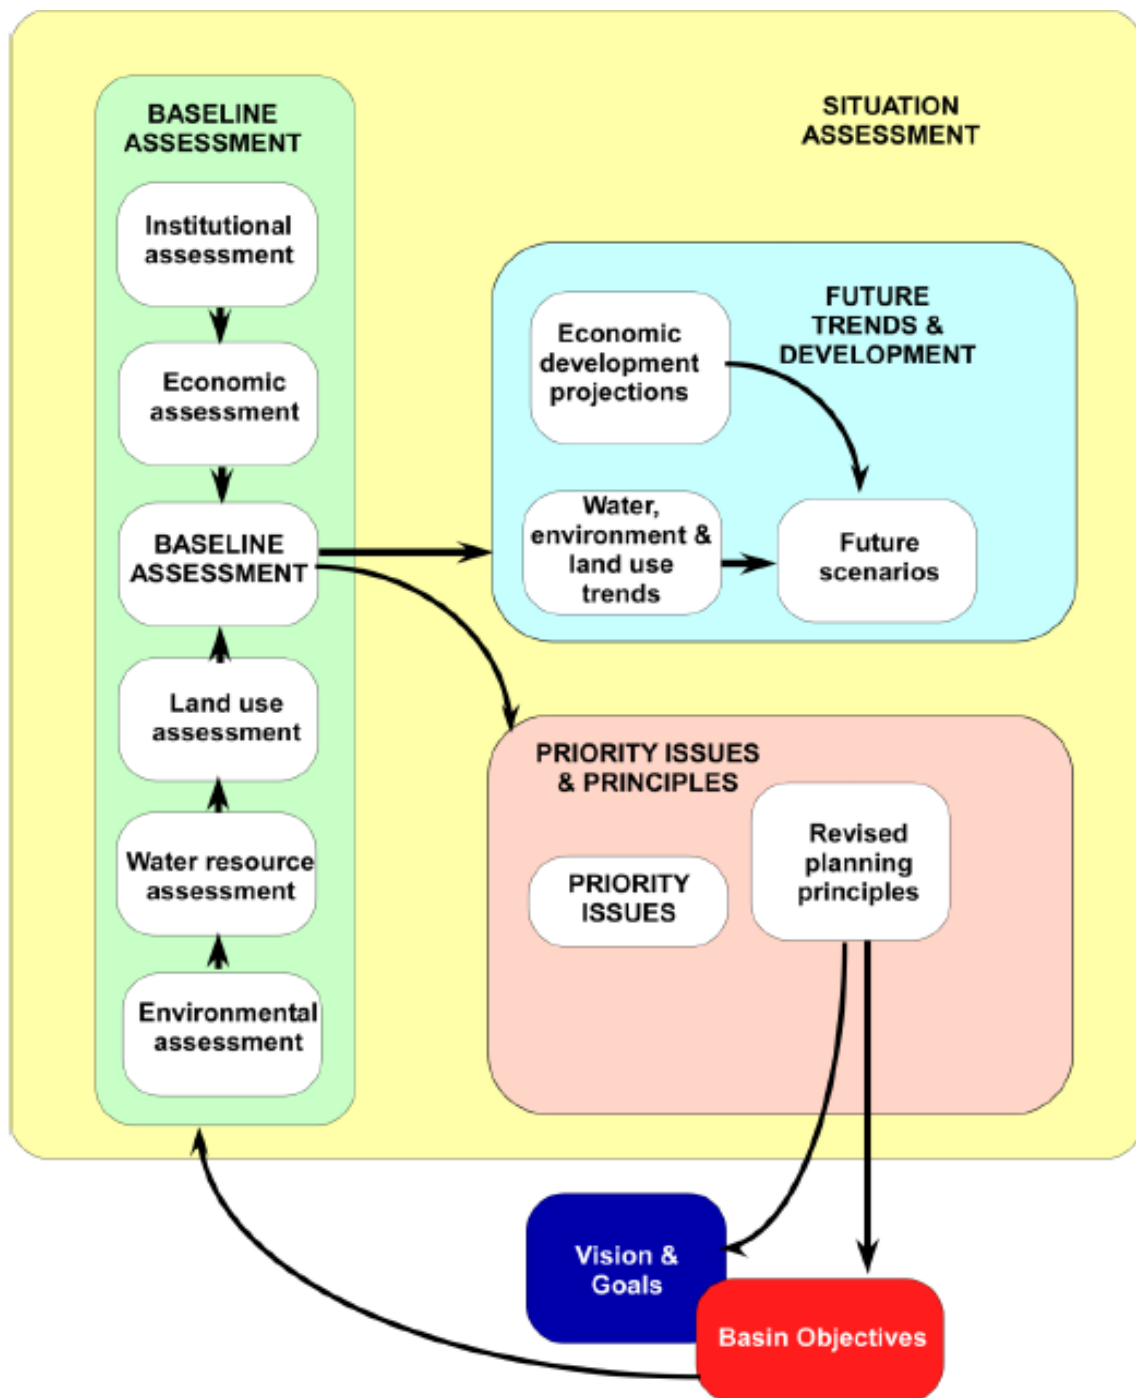 BASELINE
ASSESSMENT
Institutional
assessment
Economic
assessment
BASELINE
ASSESSMENT
Land use
assessment
Water resource
assessment
Environmental
assessment
SITUATION
ASSESSMENT
FUTURE
TRENDS &
DEVELOPMENT
Economic
development
projections
Water,
environment &
land use
trends
Future
scenarios
PRIORITY ISSUES
& PRINCIPLES
PRIORITY
ISSUES
Revised
planning
principles
Vision &
Goals
Basin Objectives